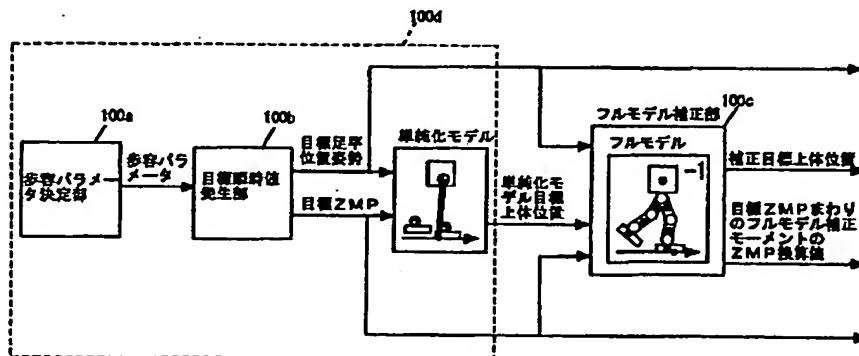 100d
100a
100b
100c
歩容パラメー
タ決定部
歩容パラ
メータ
目標瞬時値
発生部
目標足平
位置姿勢
目標ZMP
単純化モデル
単純化モ
デル目標
上体位置
フルモデル補正部
フルモデル
-1
補正目標上体位置
目標ZMPまわり
のフルモデル補正
モーメントの
ZMP換算値